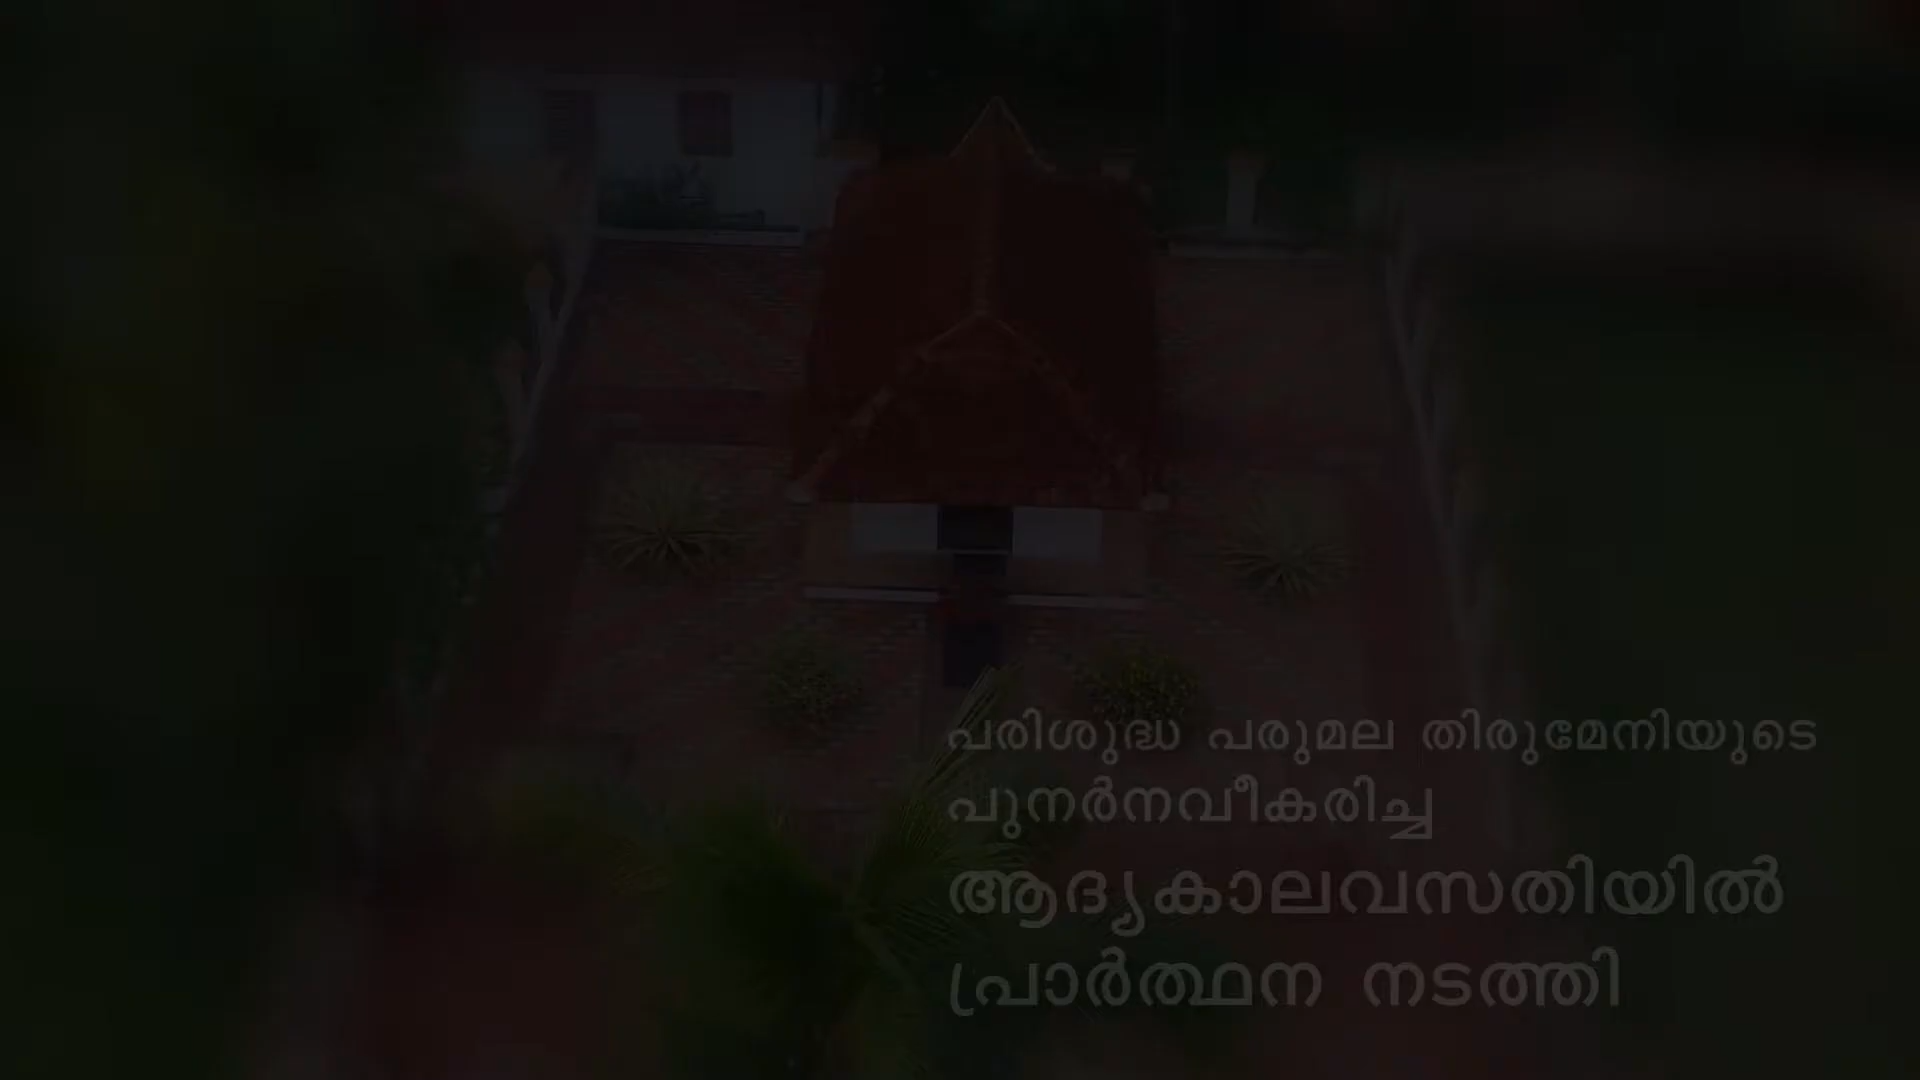 പരിശുദ്ധ പരുമല തിരുമേനിയുടെ
പുനർനവീകരിച്ച
ആദ്യകാലവസതിയിൽ
പ്രാർത്ഥന നടത്തി